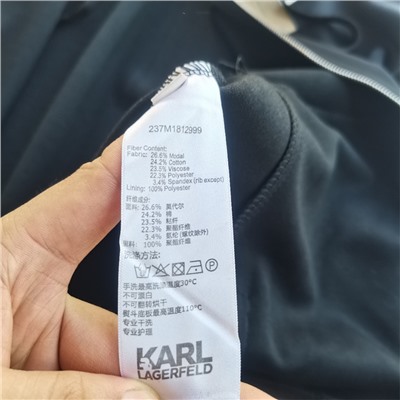 237M1812999
Fiber Content:
Fabric: 26.6% Modal
24.2% Cotton
23.5% Viscose
22.3% Polyester
3.4% Spandex (rib except)
Lining: 100% Polyester
纤维成分:
面料: 26.6% 莫代尔
24.2% 棉
23.5% 粘纤
22.3% 聚酯纤维
3.4% 氨纶 (螺纹除外)
里料: 100% 聚酯纤维
洗涤方法:
手洗最高洗涤温度30°C
不可漂白
不可翻转烘干
熨斗底板最高温度110°C
专业干洗
专业护理
KARL
LAGERFELD